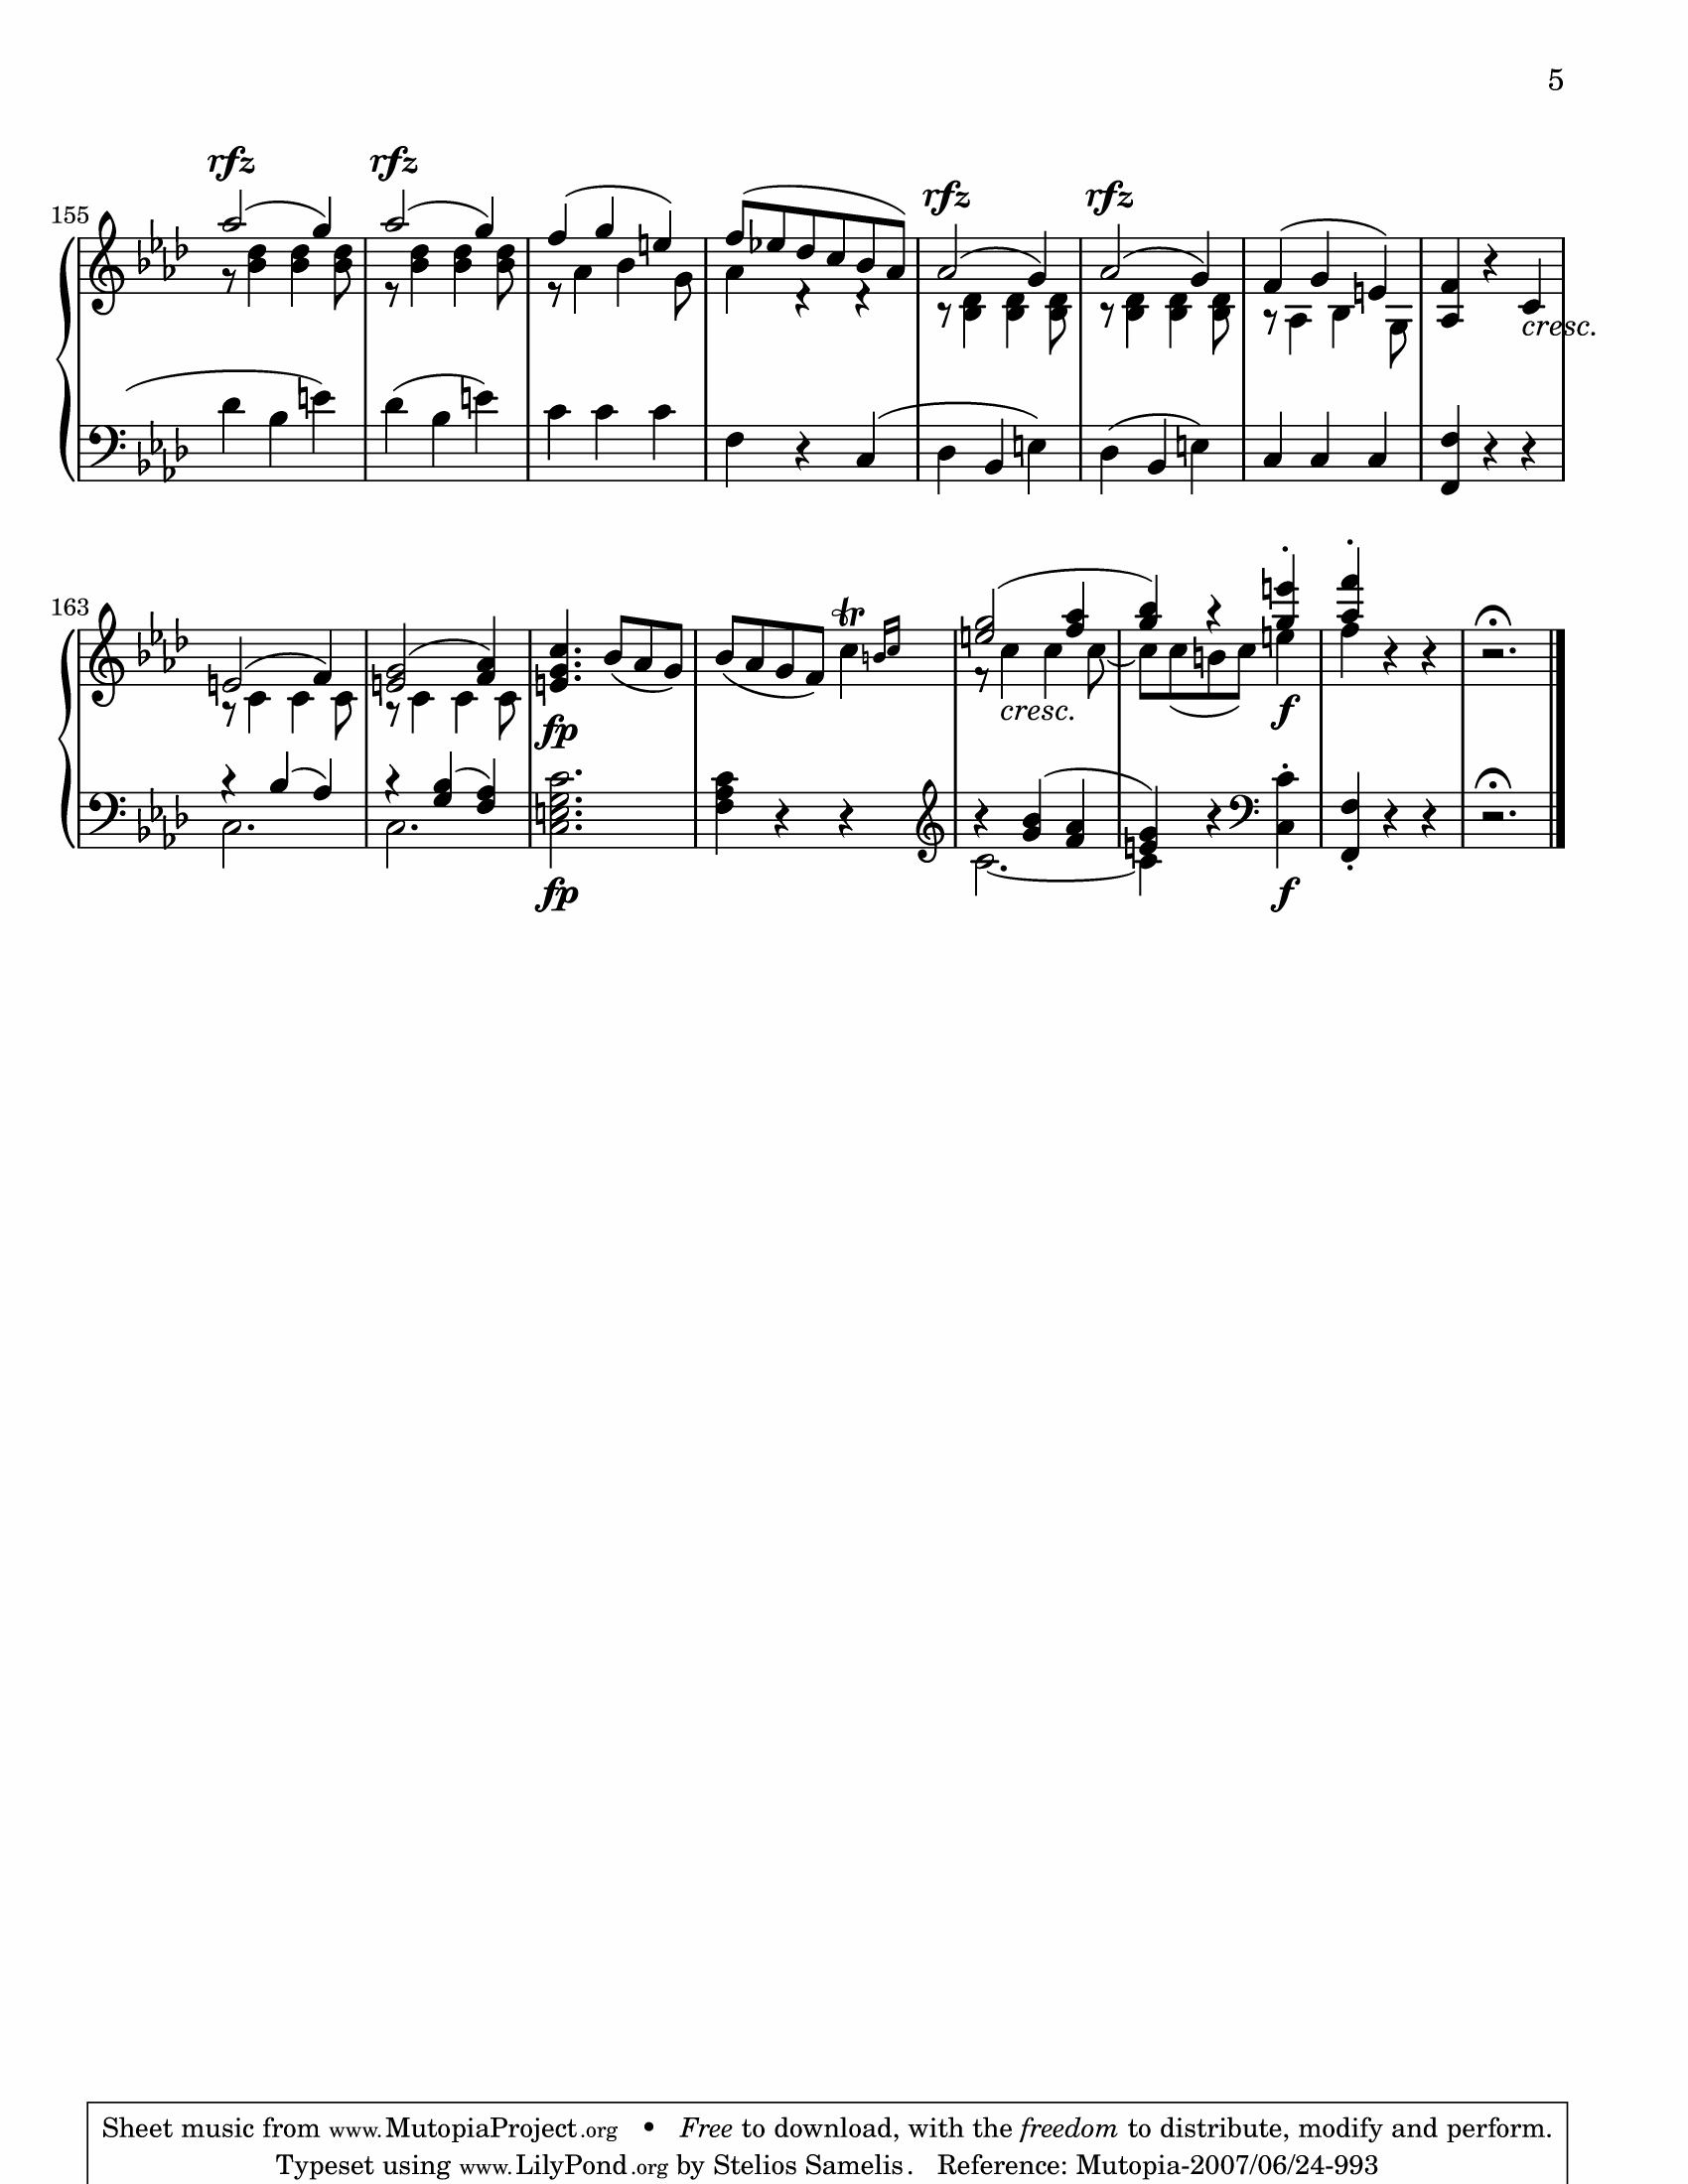 5
rfz rfz rfz rfz
155
cresc.
163
tr
cresc.
fp f
fp f
Sheet music from www.MutopiaProject.org • Free to download, with the freedom to distribute, modify and perform.
Typeset using www.LilyPond.org by Stelios Samelis. Reference: Mutopia-2007/06/24-993